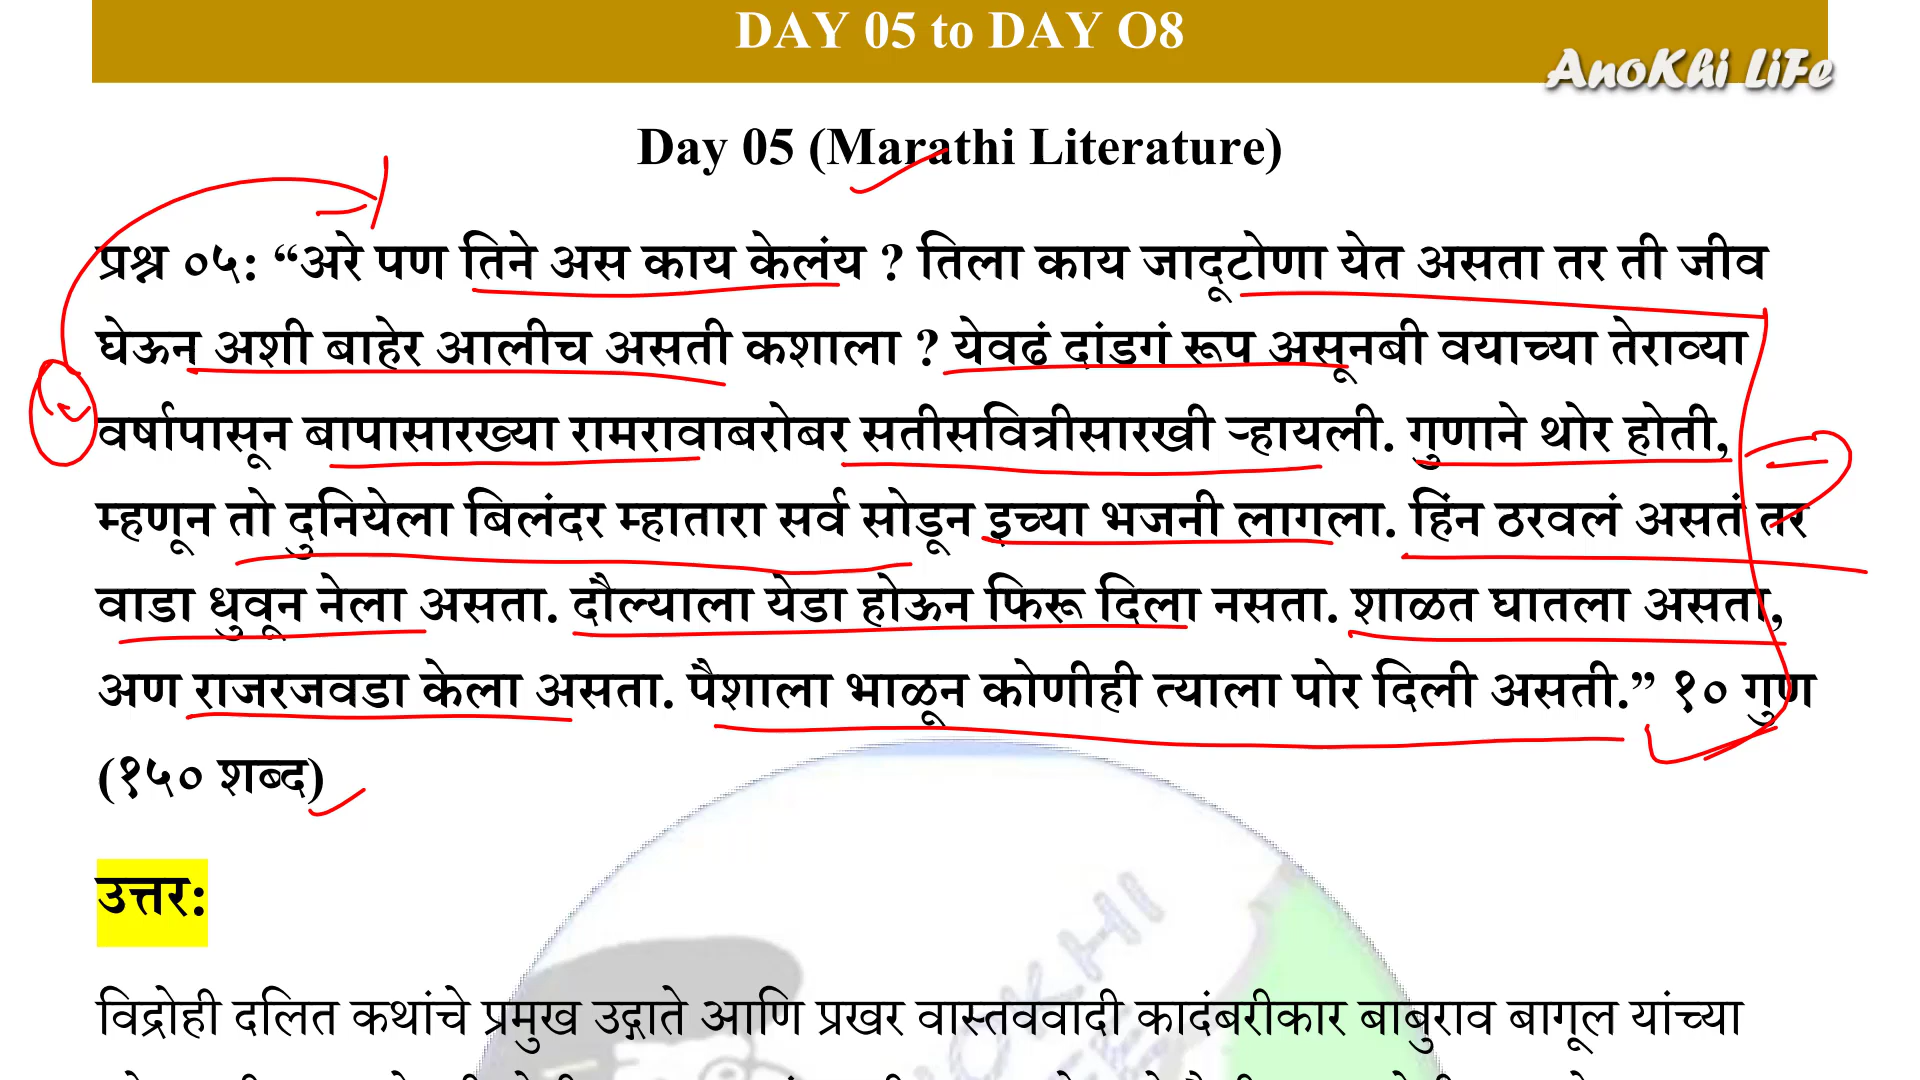 DAY 05 to DAY O8
AnoKhi LiFe
Day 05 (Marathi Literature)
प्रश्न ०५: “अरे पण तिने अस काय केलंय ? तिला काय जादूटोणा येत असता तर ती जीव
घेऊन अशी बाहेर आलीच असती कशाला ? येवढं दांडगं रूप असूनबी वयाच्या तेराव्या
वर्षापासून बापासारख्या रामरावाबरोबर सतीसवित्रीसारखी ऱ्हायली. गुणाने थोर होती,
म्हणून तो दुनियेला बिलंदर म्हातारा सर्व सोडून इच्या भजनी लागला. हिंन ठरवलं असतं तर
वाडा धुवून नेला असता. दौल्याला येडा होऊन फिरू दिला नसता. शाळत घातला असता,
अण राजरजवडा केला असता. पैशाला भाळून कोणीही त्याला पोर दिली असती.” १० गुण
(१५० शब्द)
उत्तर:
विद्रोही दलित कथांचे प्रमुख उद्गाते आणि प्रखर वास्तववादी कादंबरीकार बाबुराव बागूल यांच्या